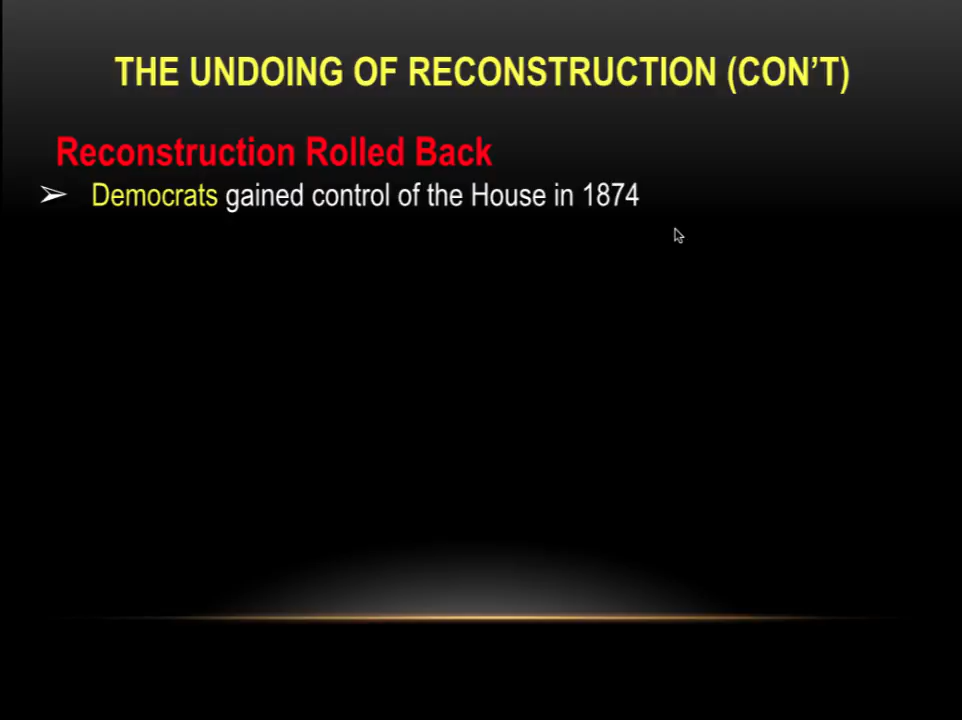 THE UNDOING OF RECONSTRUCTION (CON’T)
Reconstruction Rolled Back
➢ Democrats gained control of the House in 1874